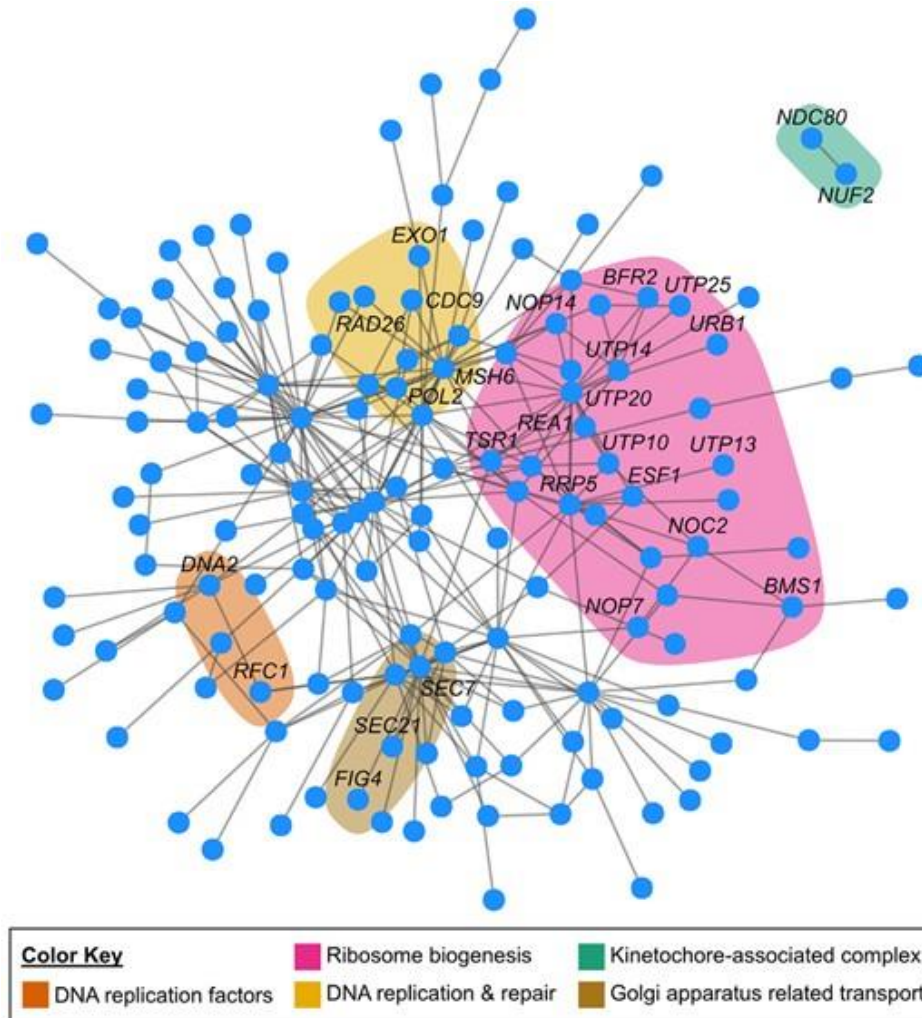 NDC80
NUF2
EXO1
CDC9
RAD26
MSH6
POL2
NOP14
BFR2
UTP25
URB1
UTP14
UTP20
REA1
TSR1
UTP10
UTP13
RRP5
ESF1
NOC2
BMS1
NOP7
DNA2
RFC1
SEC7
SEC21
FIG4
Color Key
Ribosome biogenesis
Kinetochore-associated complex
DNA replication factors
DNA replication & repair
Golgi apparatus related transport